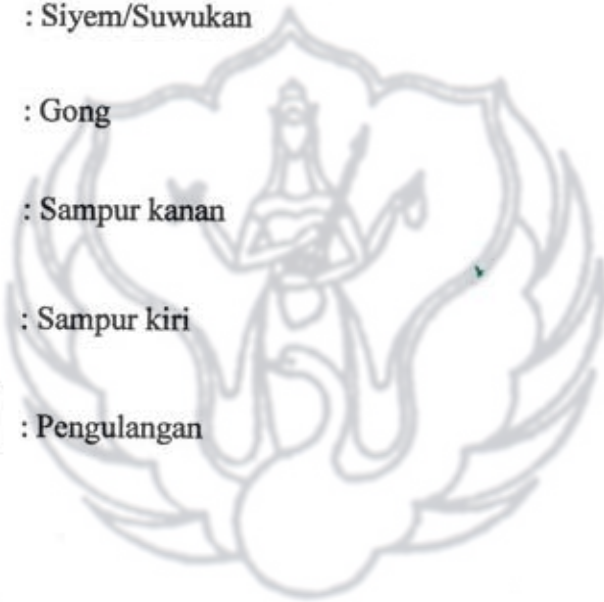 : Siyem/Suwukan
: Gong
: Sampur kanan
: Sampur kiri
: Pengulangan